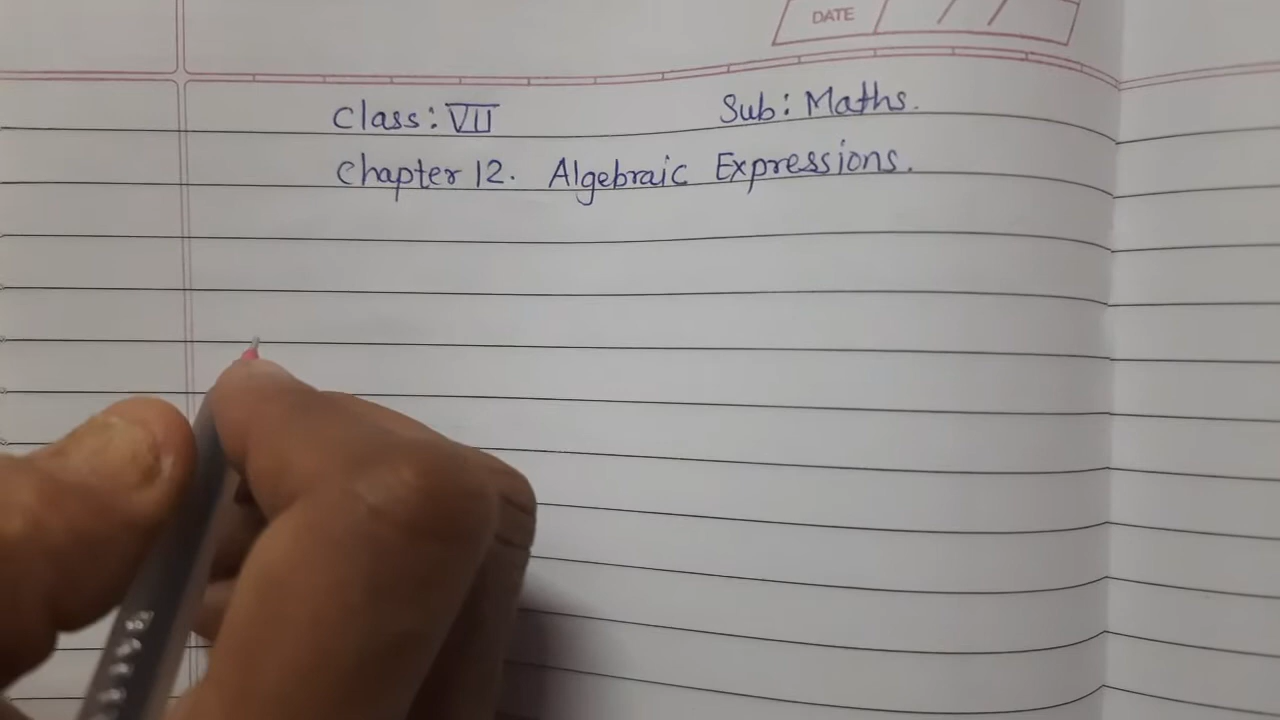 DATE / /
Class: VII Sub: Maths.
Chapter 12. Algebraic Expressions.